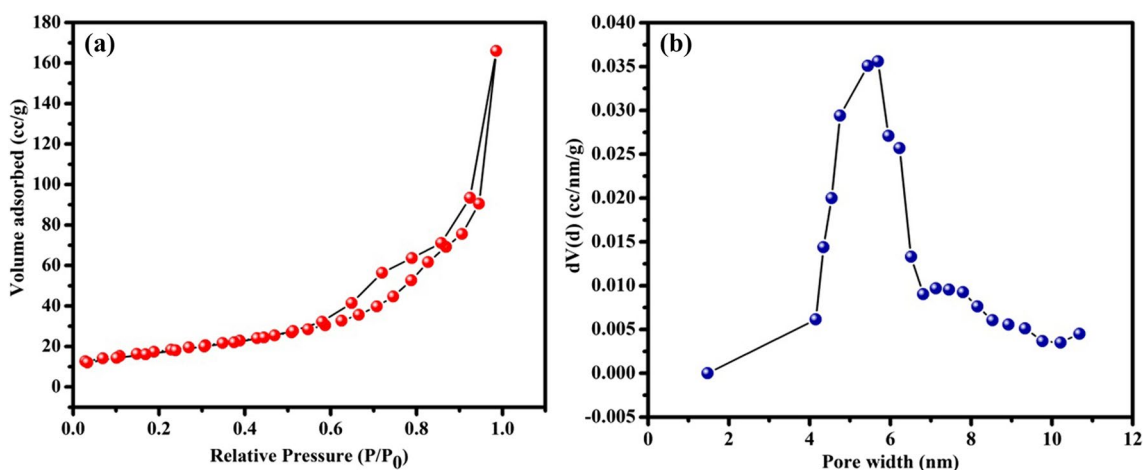 (a)
Volume adsorbed (cc/g)
180
160
140
120
100
80
60
40
20
0
0.0 0.2 0.4 0.6 0.8 1.0
Relative Pressure (P/P0)
(b)
dV(d) (cc/nm/g)
0.040
0.035
0.030
0.025
0.020
0.015
0.010
0.005
0.000
-0.005
0 2 4 6 8 10 12
Pore width (nm)